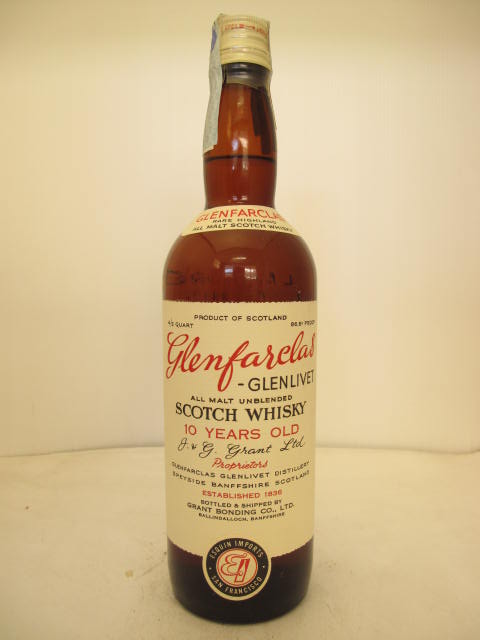 GLENFARCLAS
RARE HIGHLAND
ALL MALT SCOTCH WHISKY
PRODUCT OF SCOTLAND
4/5 QUART 86.8° PROOF
Glenfarclas
-GLENLIVET
ALL MALT UNBLENDED
SCOTCH WHISKY
10 YEARS OLD
J. & G. Grant Ltd
Proprietors
GLENFARCLAS GLENLIVET DISTILLERY
SPEYSIDE BANFFSHIRE SCOTLAND
ESTABLISHED 1836
BOTTLED & SHIPPED BY
GRANT BONDING CO., LTD.
BALLINDALLOCH, BANFFSHIRE
ESQUIN IMPORTS
EI
SAN FRANCISCO